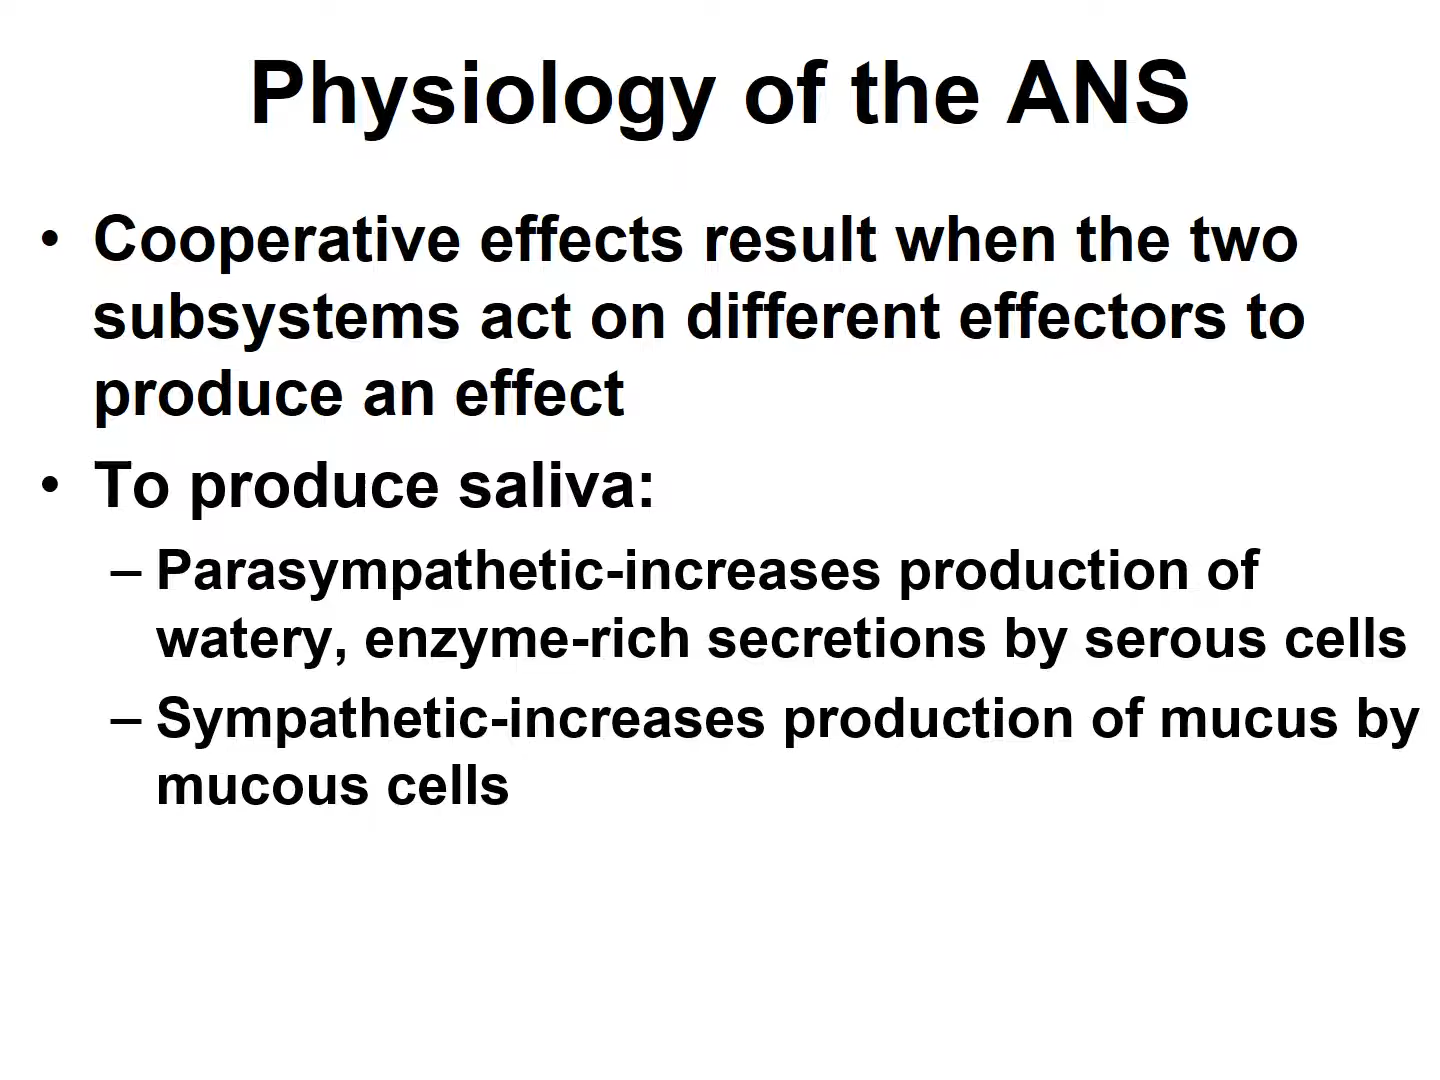 Physiology of the ANS
• Cooperative effects result when the two
subsystems act on different effectors to
produce an effect
• To produce saliva:
– Parasympathetic-increases production of
watery, enzyme-rich secretions by serous cells
– Sympathetic-increases production of mucus by
mucous cells